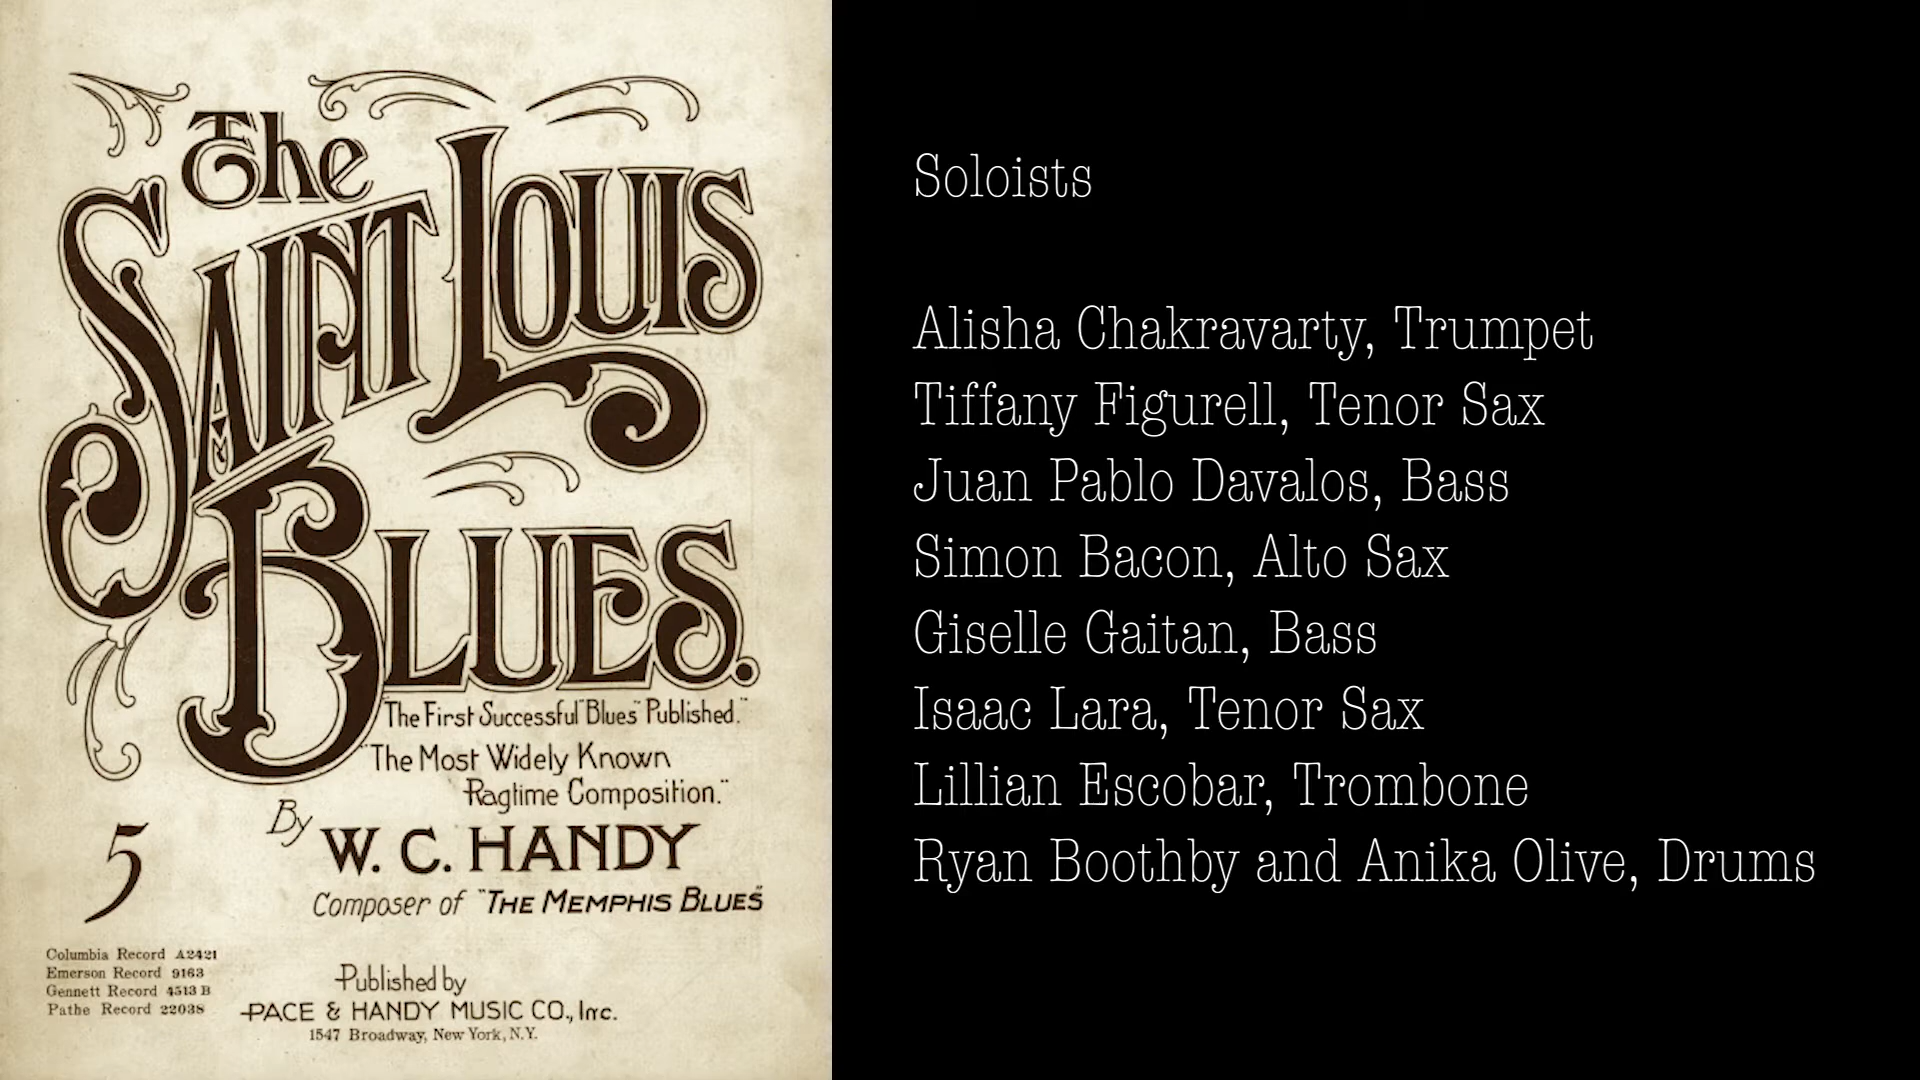 The
SAINT LOUIS
BLUES.
"The First Successful "Blues" Published."
"The Most Widely Known
Ragtime Composition."
By
W. C. HANDY
Composer of "THE MEMPHIS BLUES"
5
Columbia Record A2421
Emerson Record 9163
Gennett Record 4513 B
Pathe Record 22038
Published by
PACE & HANDY MUSIC CO., Inc.
1547 Broadway, New York, N.Y.
Soloists
Alisha Chakravarty, Trumpet
Tiffany Figurell, Tenor Sax
Juan Pablo Davalos, Bass
Simon Bacon, Alto Sax
Giselle Gaitan, Bass
Isaac Lara, Tenor Sax
Lillian Escobar, Trombone
Ryan Boothby and Anika Olive, Drums